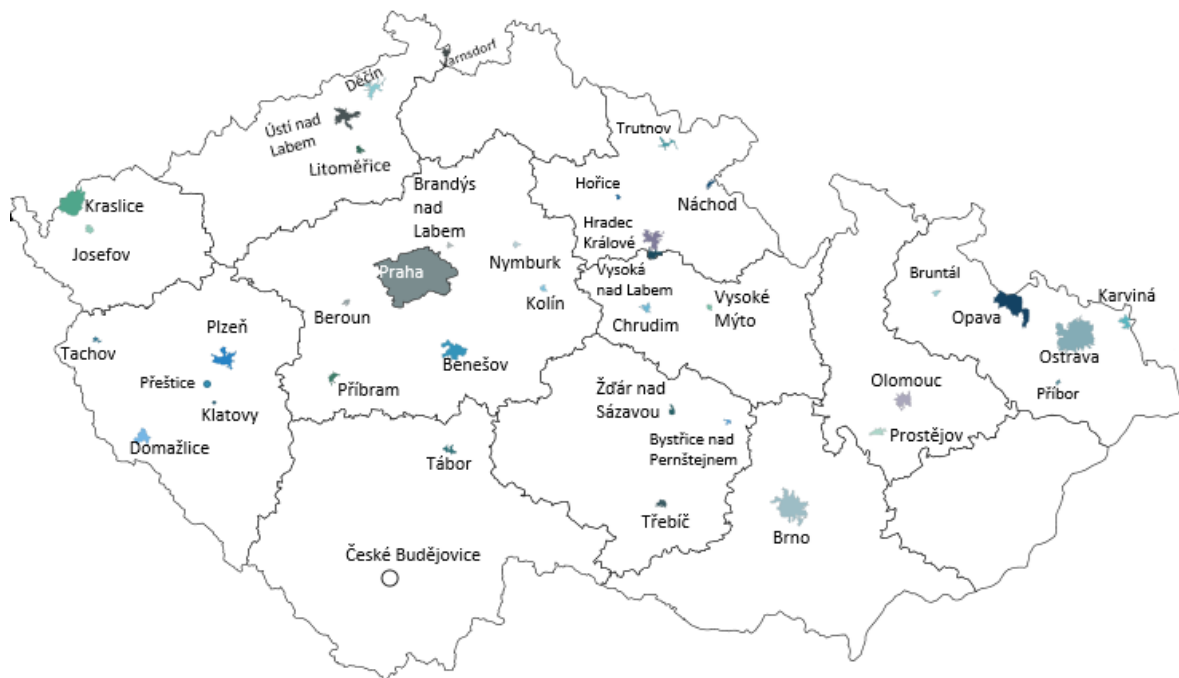 Varnsdorf
Děčín
Ústí nad
Labem
Litoměřice
Trutnov
Brandýs
nad
Labem
Hořice
Náchod
Kraslice
Josefov
Hradec
Králové
Praha
Nymburk
Vysoká
nad Labem
Kolín
Chrudim
Vysoké
Mýto
Bruntál
Opava
Karviná
Ostrava
Příbor
Beroun
Plzeň
Tachov
Benešov
Přeštice
Příbram
Klatovy
Domažlice
Žďár nad
Sázavou
Olomouc
Prostějov
Bystřice nad
Pernštejnem
Tábor
Třebíč
Brno
České Budějovice